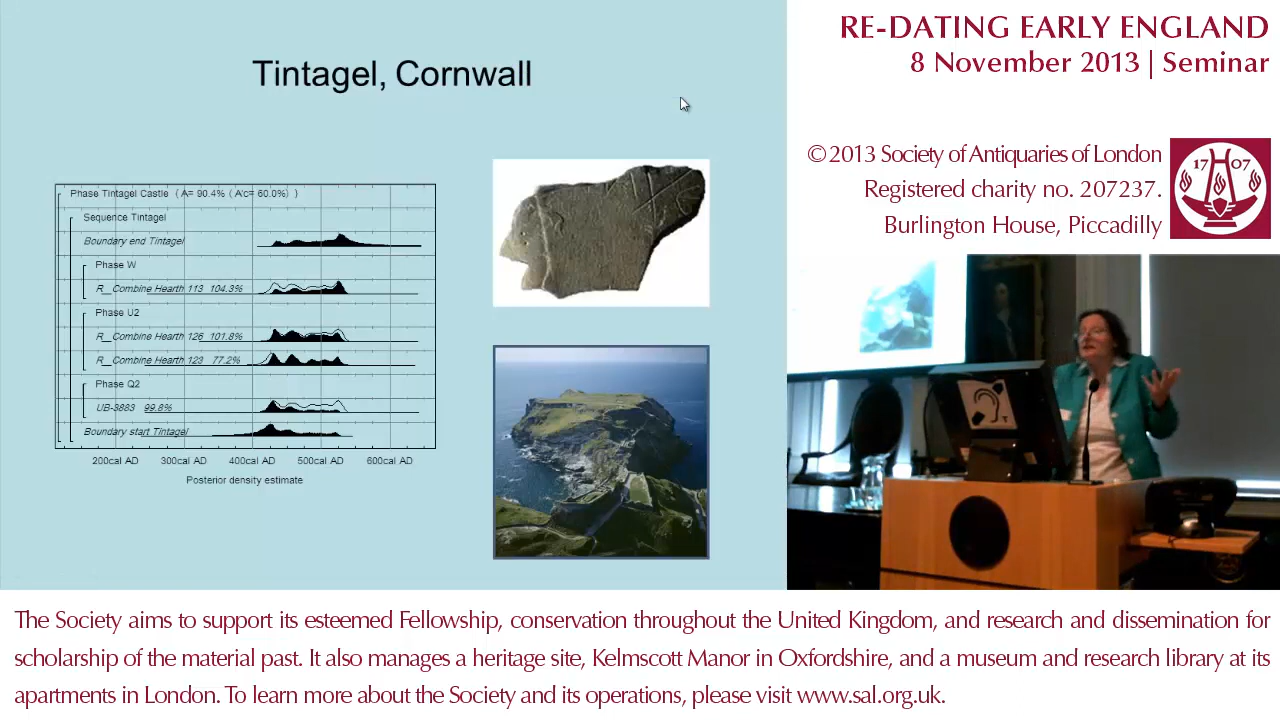 Tintagel, Cornwall
Phase Tintagel Castle (A= 90.4% ( A'c= 60.0%) )
Sequence Tintagel
Boundary end Tintagel
Phase W
R_Combine Hearth 113 104.3%
Phase U2
R_Combine Hearth 126 101.8%
R_Combine Hearth 123 77.2%
Phase Q2
UB-3883 99.8%
Boundary start Tintagel
200cal AD 300cal AD 400cal AD 500cal AD 600cal AD
Posterior density estimate
RE-DATING EARLY ENGLAND
8 November 2013 | Seminar
© 2013 Society of Antiquaries of London
Registered charity no. 207237.
Burlington House, Piccadilly
17 07
T
The Society aims to support its esteemed Fellowship, conservation throughout the United Kingdom, and research and dissemination for
scholarship of the material past. It also manages a heritage site, Kelmscott Manor in Oxfordshire, and a museum and research library at its
apartments in London. To learn more about the Society and its operations, please visit www.sal.org.uk.